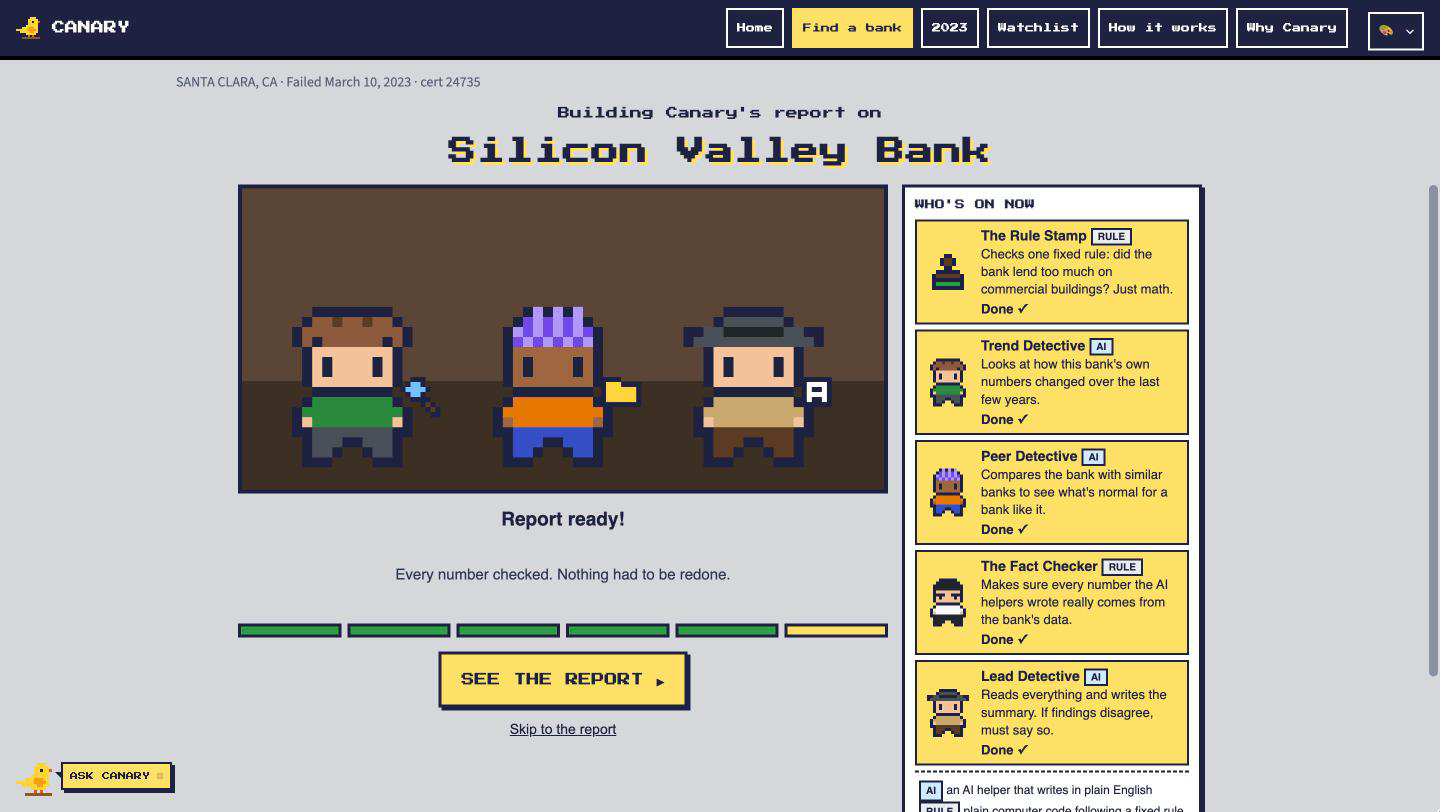 CANARY
Home
Find a bank
2023
Watchlist
How it works
Why Canary
SANTA CLARA, CA · Failed March 10, 2023 · cert 24735
Building Canary's report on
Silicon Valley Bank
A
Report ready!
Every number checked. Nothing had to be redone.
SEE THE REPORT ▸
Skip to the report
WHO'S ON NOW
The Rule Stamp RULE
Checks one fixed rule: did the
bank lend too much on
commercial buildings? Just math.
Done ✓
Trend Detective AI
Looks at how this bank's own
numbers changed over the last
few years.
Done ✓
Peer Detective AI
Compares the bank with similar
banks to see what's normal for a
bank like it.
Done ✓
The Fact Checker RULE
Makes sure every number the AI
helpers wrote really comes from
the bank's data.
Done ✓
Lead Detective AI
Reads everything and writes the
summary. If findings disagree,
must say so.
Done ✓
AI an AI helper that writes in plain English
RULE plain computer code following a fixed rule
ASK CANARY